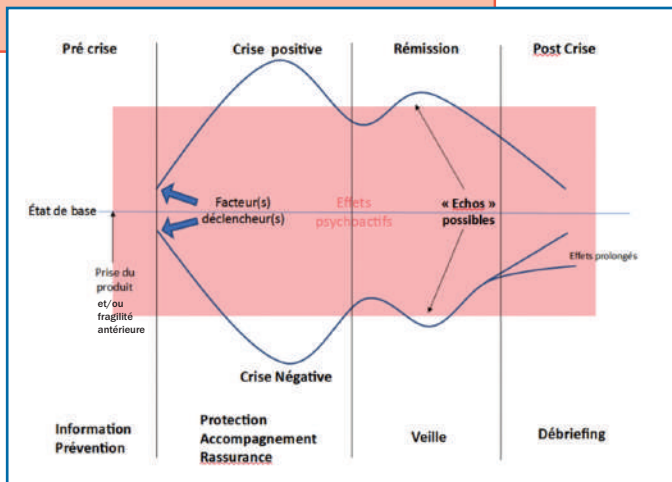 Pré crise
Crise positive
Rémission
Post Crise
État de base
Facteur(s)
déclencheur(s)
Effets
psychoactifs
« Echos »
possibles
Prise du
produit
et/ou
fragilité
antérieure
Effets prolongés
Crise Négative
Information
Prévention
Protection
Accompagnement
Rassurance
Veille
Débriefing